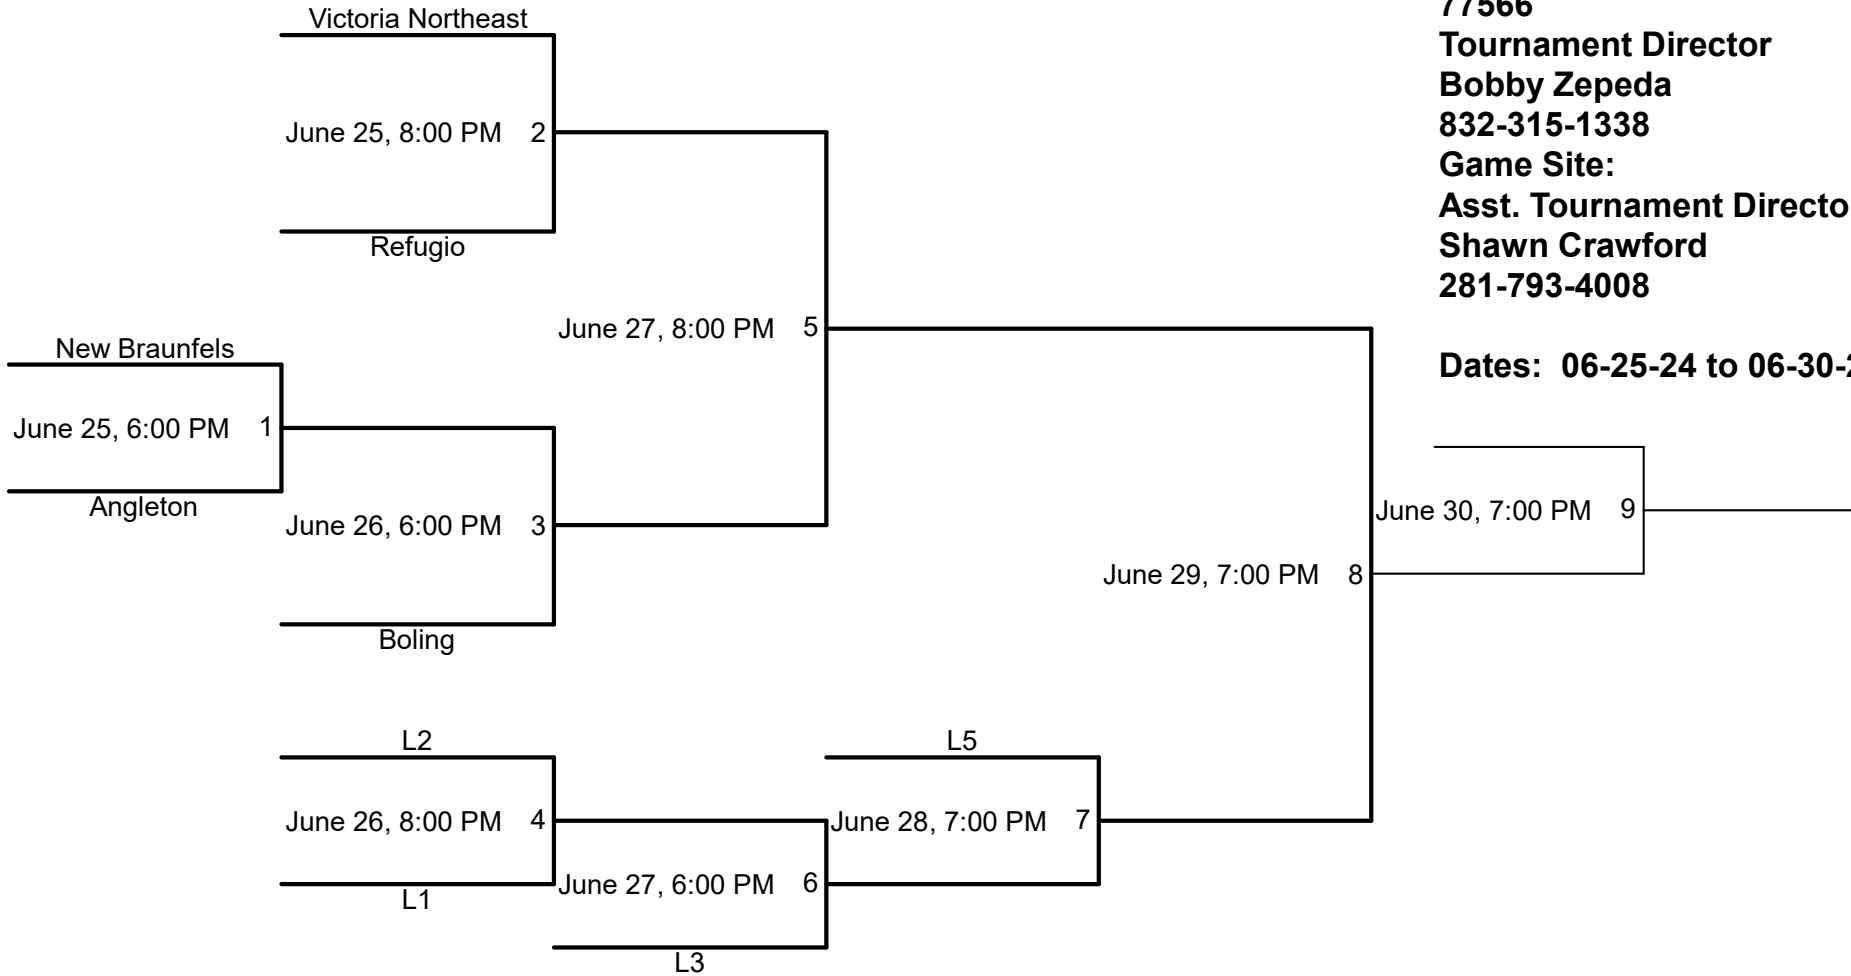 Victoria Northeast
June 25, 8:00 PM 2
Refugio
June 27, 8:00 PM 5
New Braunfels
June 25, 6:00 PM 1
Angleton
June 26, 6:00 PM 3
Boling
June 29, 7:00 PM 8
June 30, 7:00 PM 9
L2
June 26, 8:00 PM 4
L1
L5
June 28, 7:00 PM 7
June 27, 6:00 PM 6
L3
77566
Tournament Director
Bobby Zepeda
832-315-1338
Game Site:
Asst. Tournament Directo
Shawn Crawford
281-793-4008
Dates: 06-25-24 to 06-30-